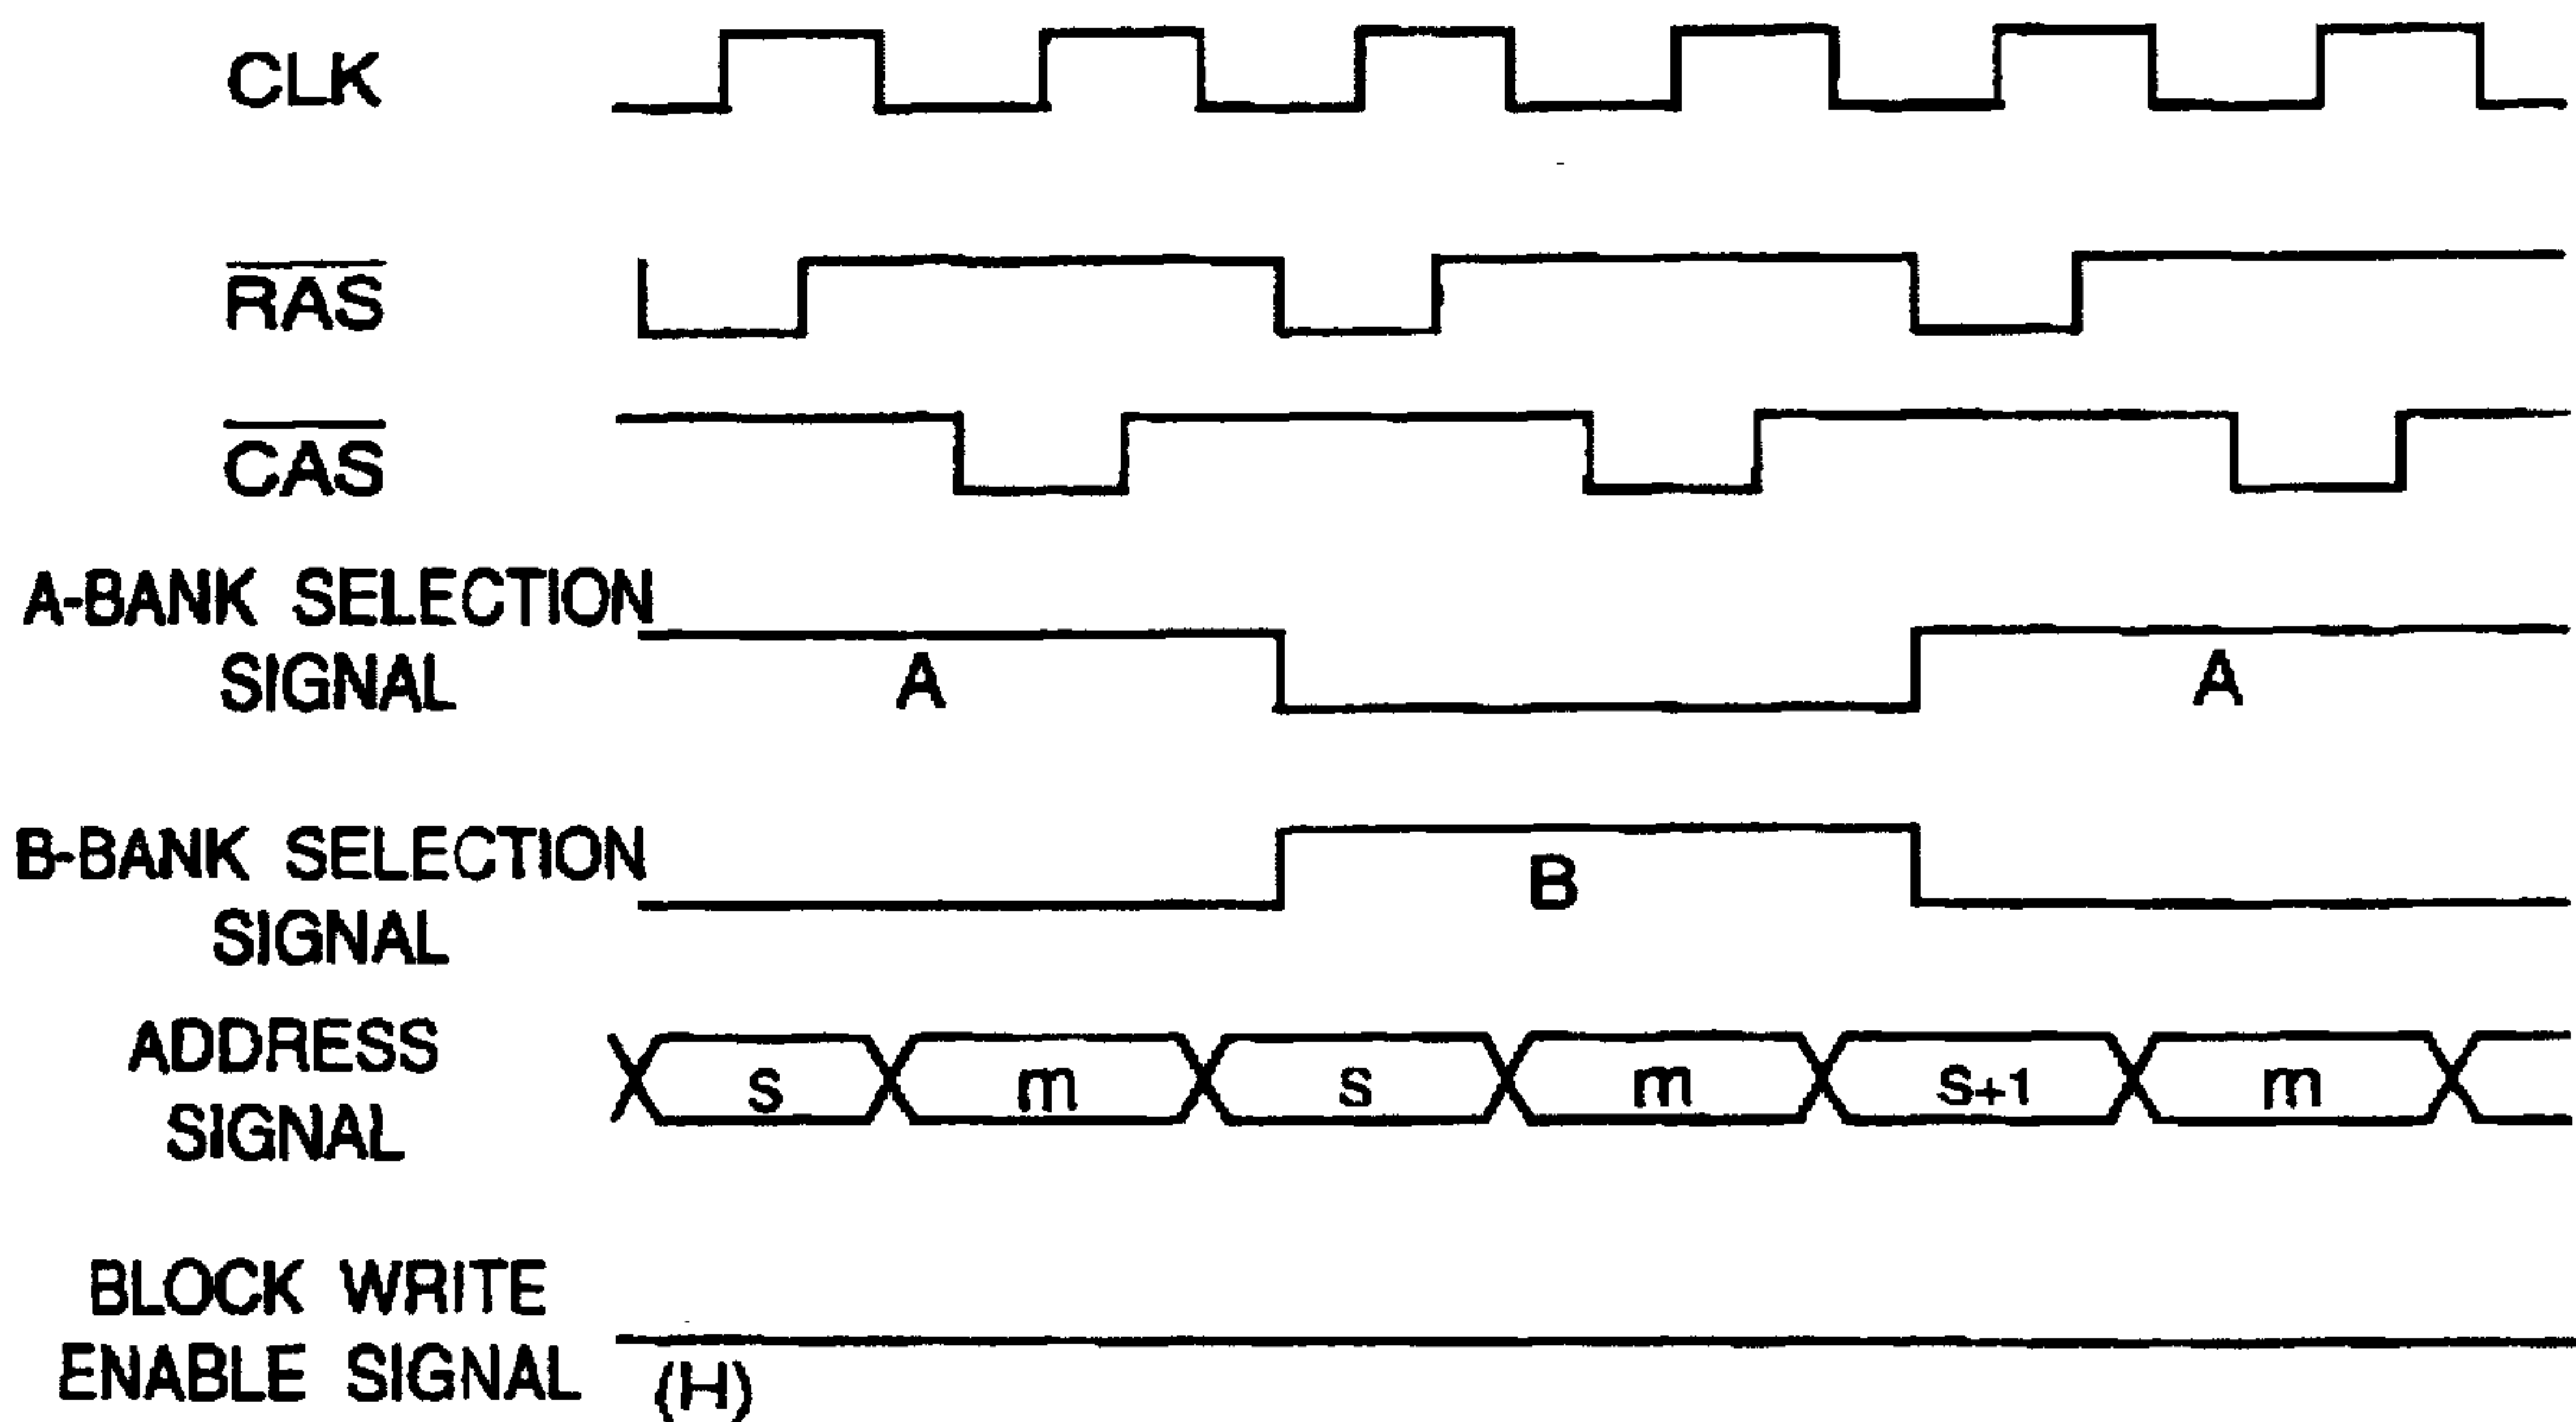 CLK
RAS
CAS
A-BANK SELECTION
SIGNAL
A
A
B-BANK SELECTION
SIGNAL
B
ADDRESS
SIGNAL
s
m
s
m
s+1
m
BLOCK WRITE
ENABLE SIGNAL
(H)